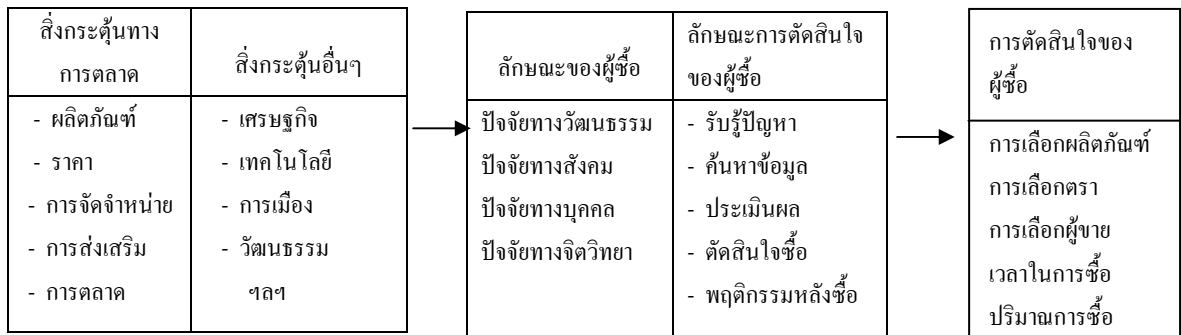 สิ่งกระตุ้นทาง
การตลาด
- ผลิตภัณฑ์
- ราคา
- การจัดจำหน่าย
- การส่งเสริม
- การตลาด
สิ่งกระตุ้นอื่นๆ
- เศรษฐกิจ
- เทคโนโลยี
- การเมือง
- วัฒนธรรม
ฯลฯ
ลักษณะของผู้ซื้อ
ปัจจัยทางวัฒนธรรม
ปัจจัยทางสังคม
ปัจจัยทางบุคคล
ปัจจัยทางจิตวิทยา
ลักษณะการตัดสินใจ
ของผู้ซื้อ
- รับรู้ปัญหา
- ค้นหาข้อมูล
- ประเมินผล
- ตัดสินใจซื้อ
- พฤติกรรมหลังซื้อ
การตัดสินใจของ
ผู้ซื้อ
การเลือกผลิตภัณฑ์
การเลือกตรา
การเลือกผู้ขาย
เวลาในการซื้อ
ปริมาณการซื้อ